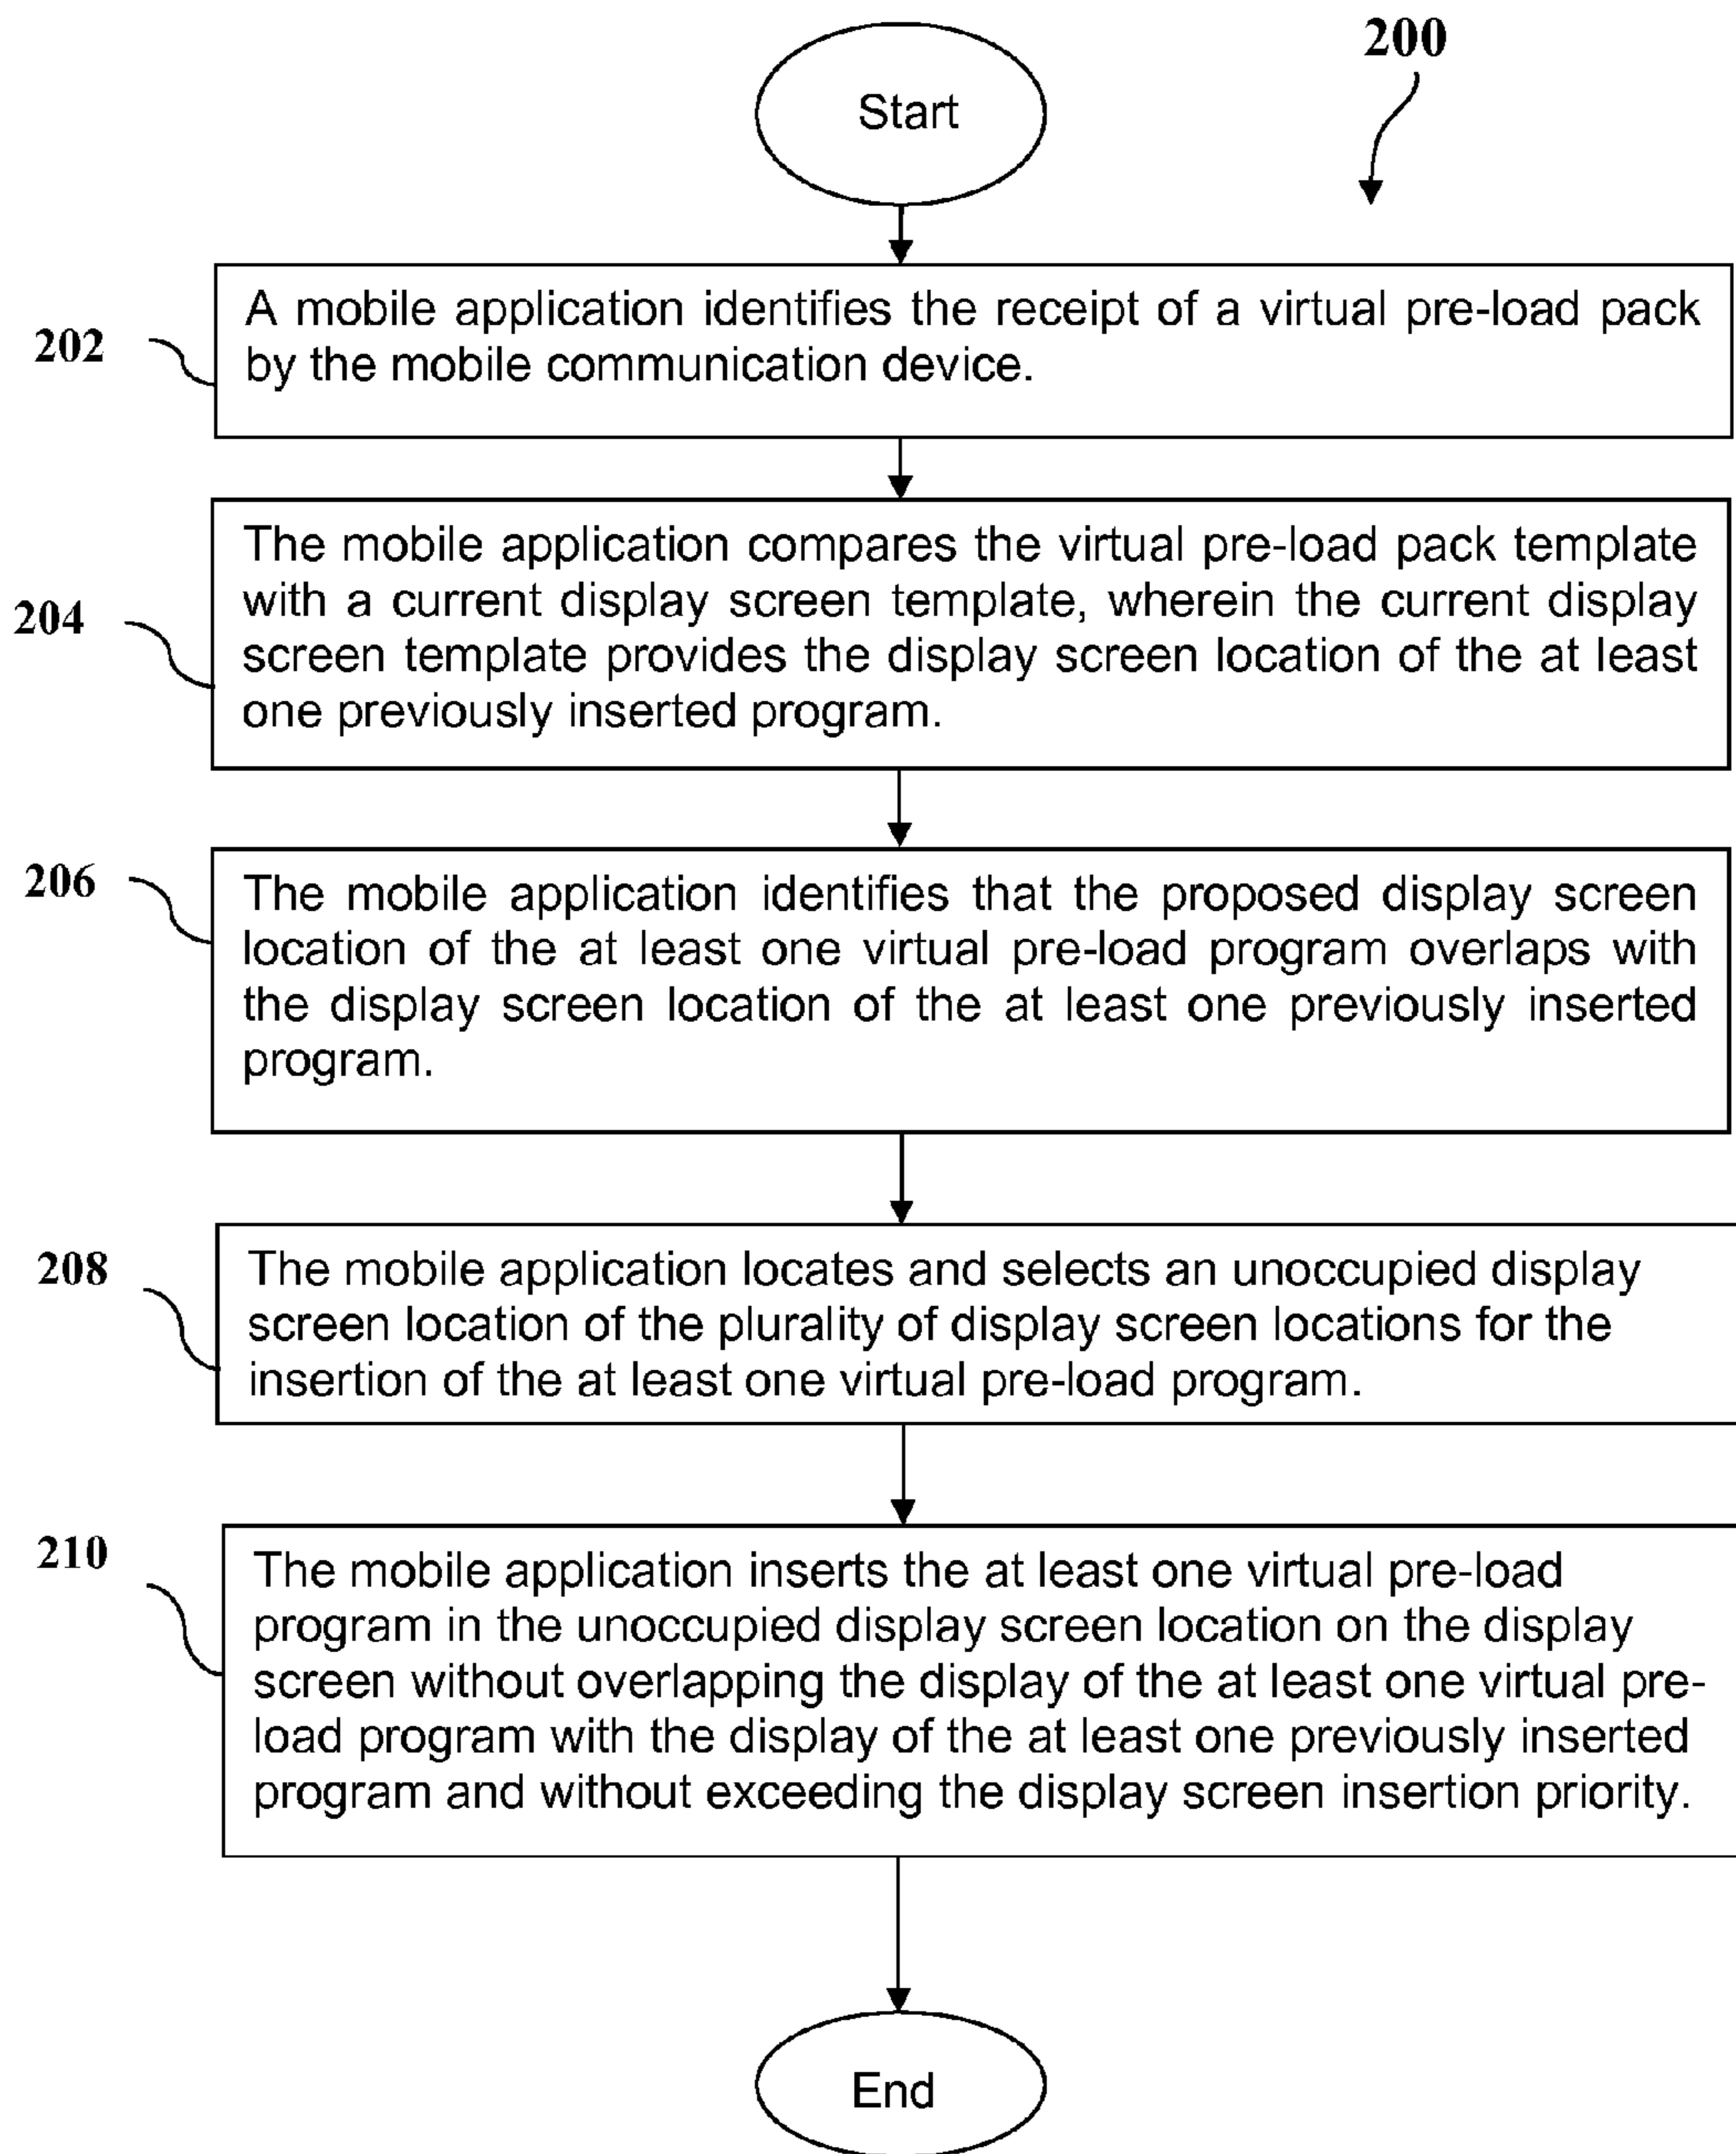 200
Start
202
A mobile application identifies the receipt of a virtual pre-load pack
by the mobile communication device.
204
The mobile application compares the virtual pre-load pack template
with a current display screen template, wherein the current display
screen template provides the display screen location of the at least
one previously inserted program.
206
The mobile application identifies that the proposed display screen
location of the at least one virtual pre-load program overlaps with
the display screen location of the at least one previously inserted
program.
208
The mobile application locates and selects an unoccupied display
screen location of the plurality of display screen locations for the
insertion of the at least one virtual pre-load program.
210
The mobile application inserts the at least one virtual pre-load
program in the unoccupied display screen location on the display
screen without overlapping the display of the at least one virtual pre-
load program with the display of the at least one previously inserted
program and without exceeding the display screen insertion priority.
End